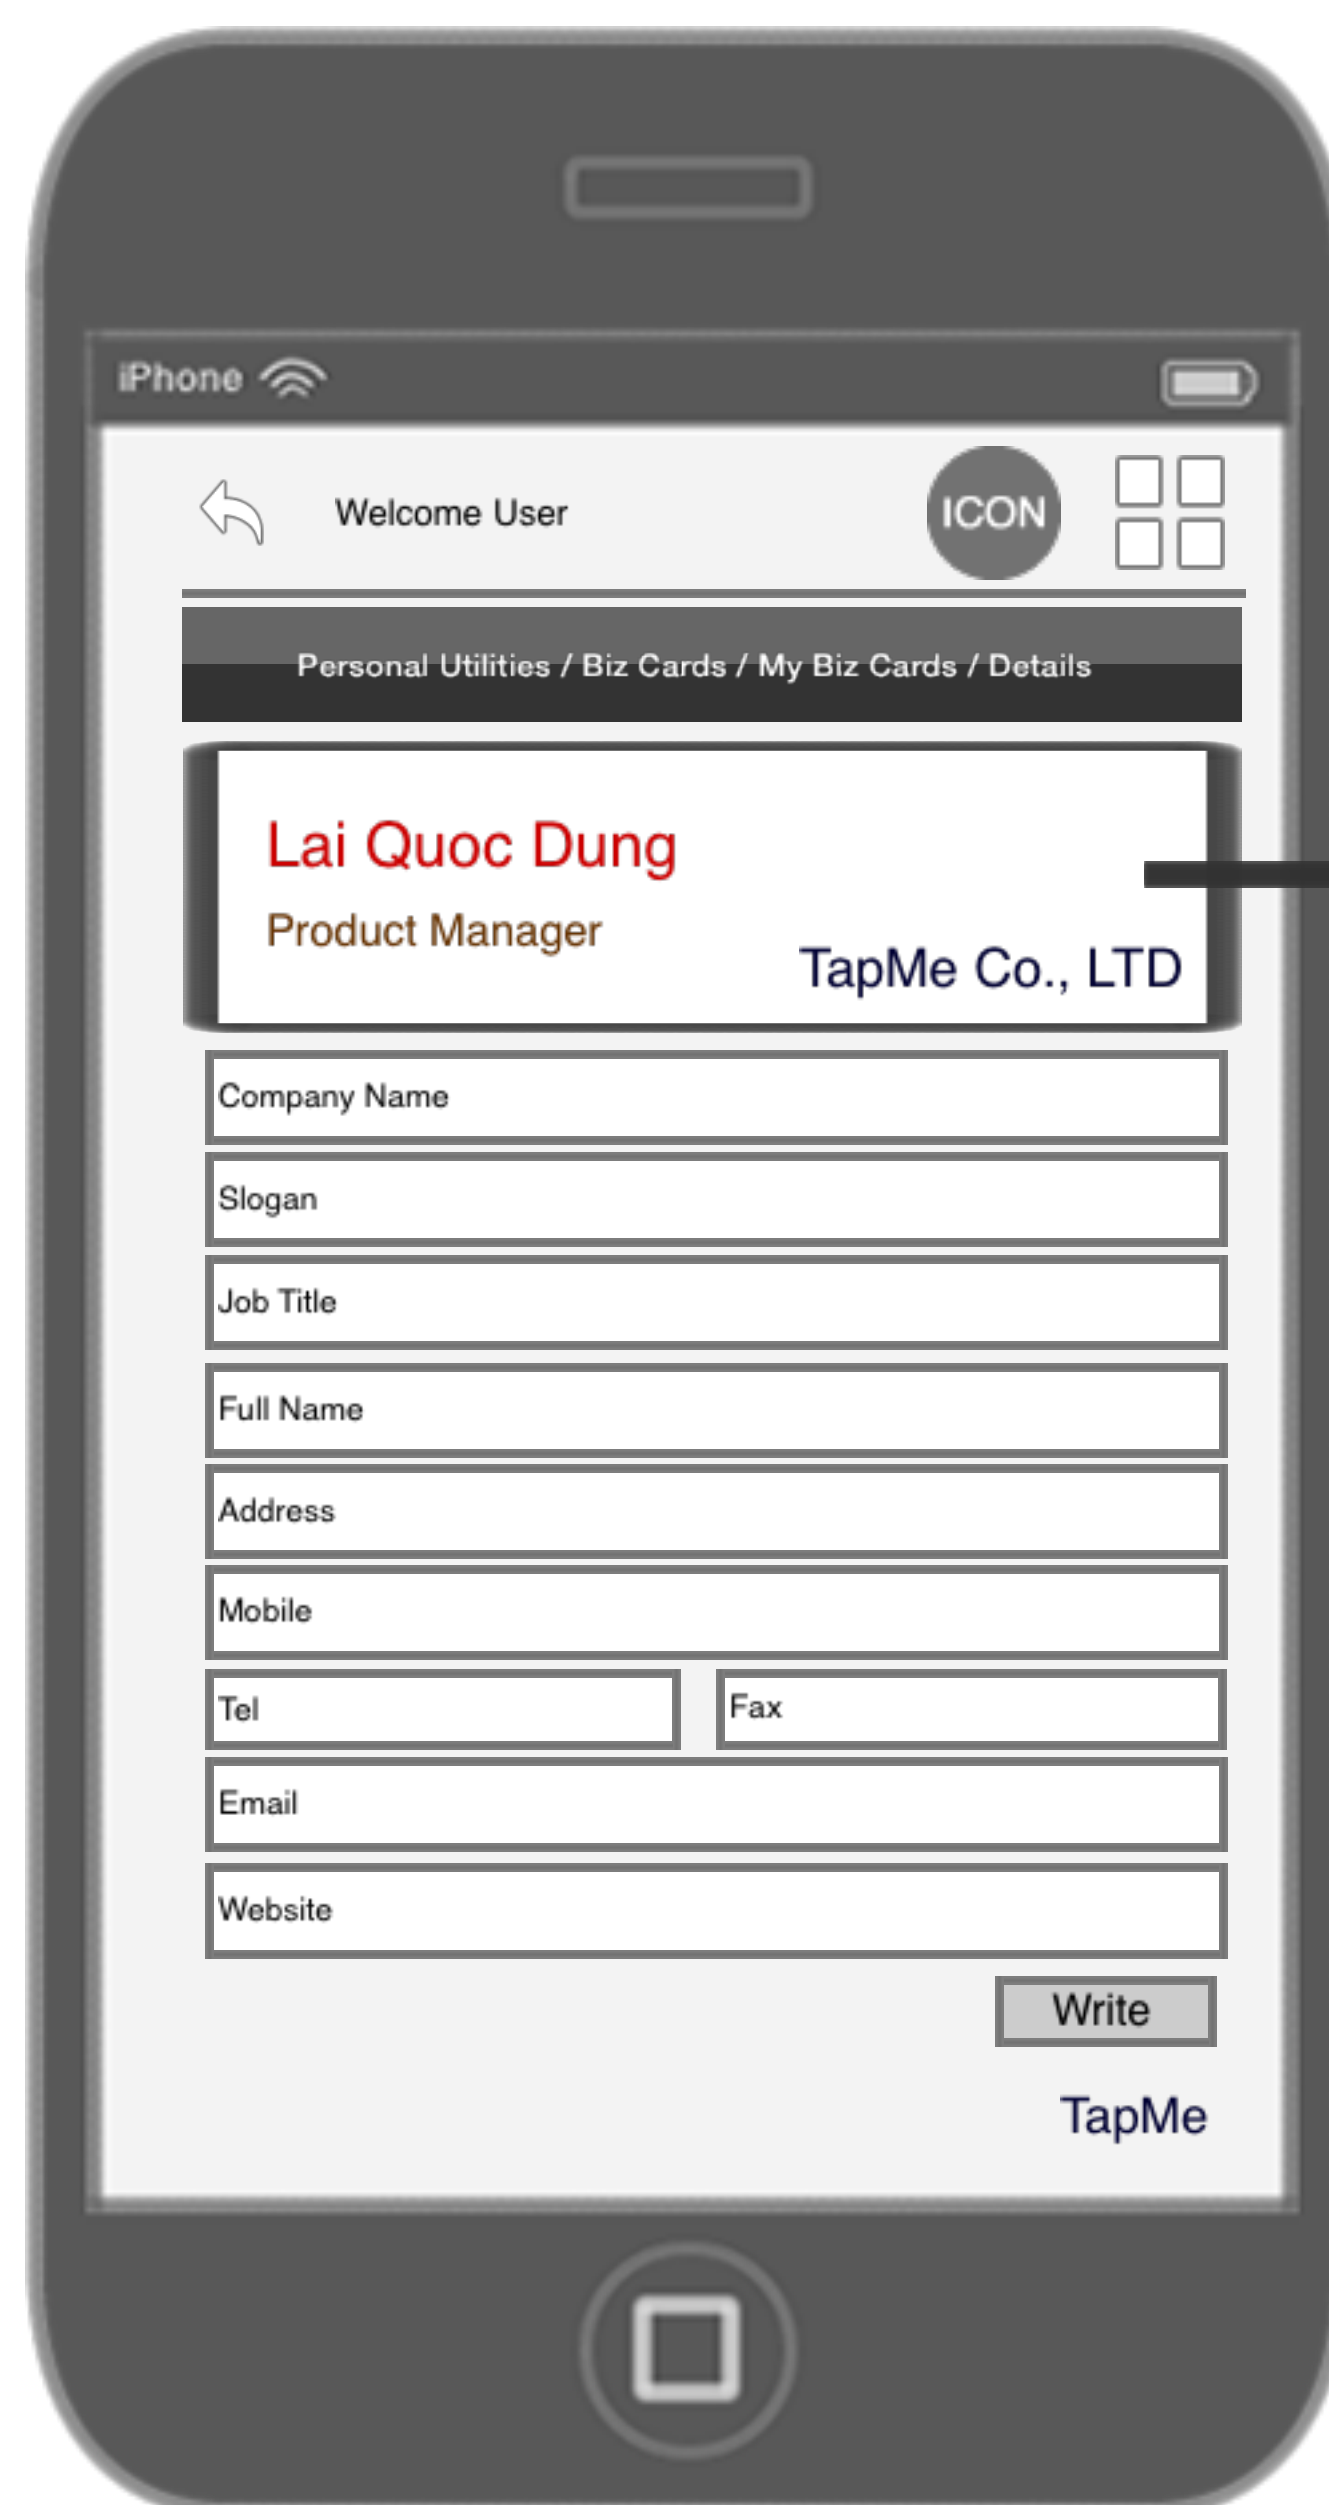 iPhone
Welcome User
ICON
Personal Utilities / Biz Cards / My Biz Cards / Details
Lai Quoc Dung
Product Manager
TapMe Co., LTD
Company Name
Slogan
Job Title
Full Name
Address
Mobile
Tel
Fax
Email
Website
Write
TapMe